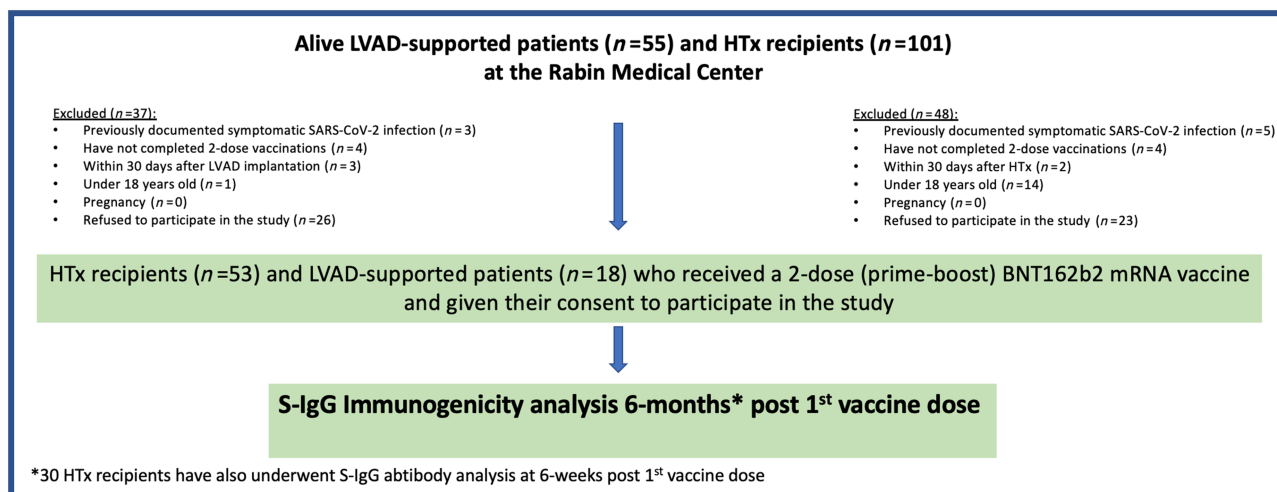 Alive LVAD-supported patients (n=55) and HTx recipients (n=101)
at the Rabin Medical Center
Excluded (n=37):
• Previously documented symptomatic SARS-CoV-2 infection (n=3)
• Have not completed 2-dose vaccinations (n=4)
• Within 30 days after LVAD implantation (n=3)
• Under 18 years old (n=1)
• Pregnancy (n=0)
• Refused to participate in the study (n=26)
Excluded (n=48):
• Previously documented symptomatic SARS-CoV-2 infection (n=5)
• Have not completed 2-dose vaccinations (n=4)
• Within 30 days after HTx (n=2)
• Under 18 years old (n=14)
• Pregnancy (n=0)
• Refused to participate in the study (n=23)
HTx recipients (n=53) and LVAD-supported patients (n=18) who received a 2-dose (prime-boost) BNT162b2 mRNA vaccine
and given their consent to participate in the study
S-IgG Immunogenicity analysis 6-months* post 1st vaccine dose
*30 HTx recipients have also underwent S-IgG abtibody analysis at 6-weeks post 1st vaccine dose